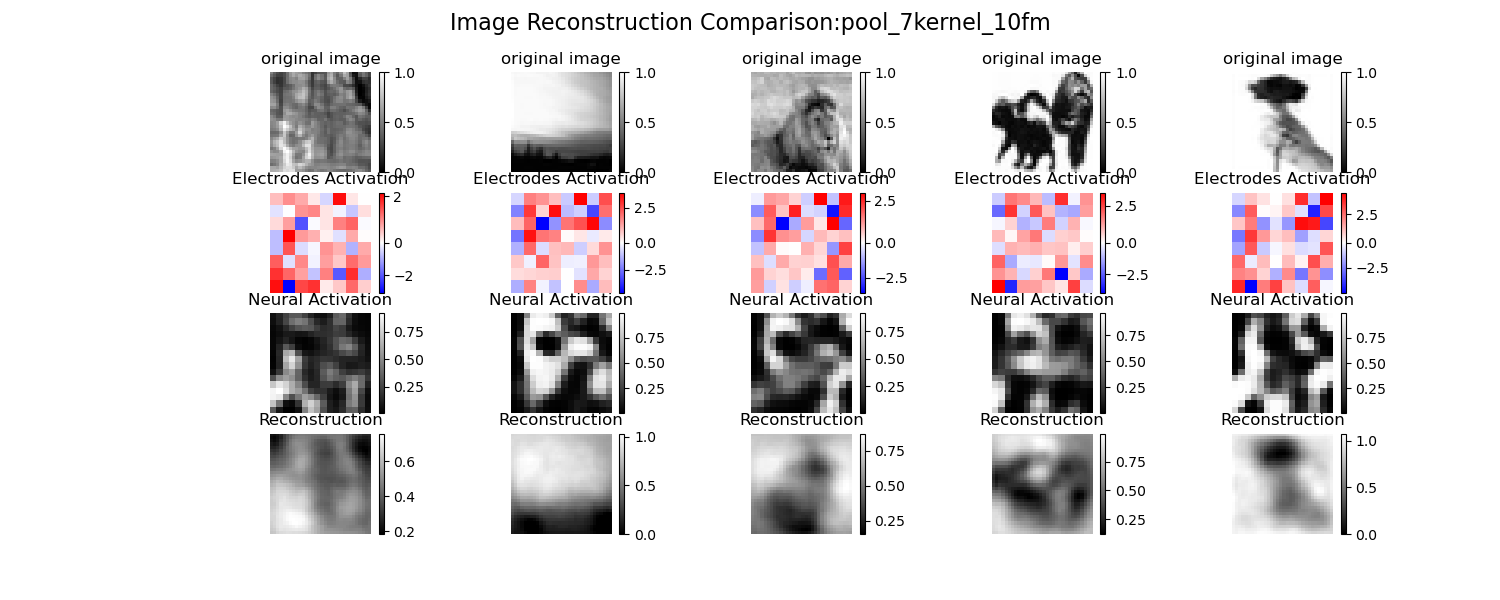 Image Reconstruction Comparison:pool_7kernel_10fm
original image original image original image original image original image
1.0 1.0 1.0 1.0 1.0
0.5 0.5 0.5 0.5 0.5
0.0 0.0 0.0 0.0 0.0
Electrodes Activation Electrodes Activation Electrodes Activation Electrodes Activation Electrodes Activation
2 2.5 2.5 2.5 2.5
0 0.0 0.0 0.0 0.0
−2 −2.5 −2.5 −2.5 −2.5
Neural Activation Neural Activation Neural Activation Neural Activation Neural Activation
0.75 0.75 0.75 0.75 0.75
0.50 0.50 0.50 0.50 0.50
0.25 0.25 0.25 0.25 0.25
Reconstruction Reconstruction Reconstruction Reconstruction Reconstruction
0.6 1.0 0.75 0.75 1.0
0.4 0.5 0.50 0.50 0.5
0.2 0.0 0.25 0.25 0.0